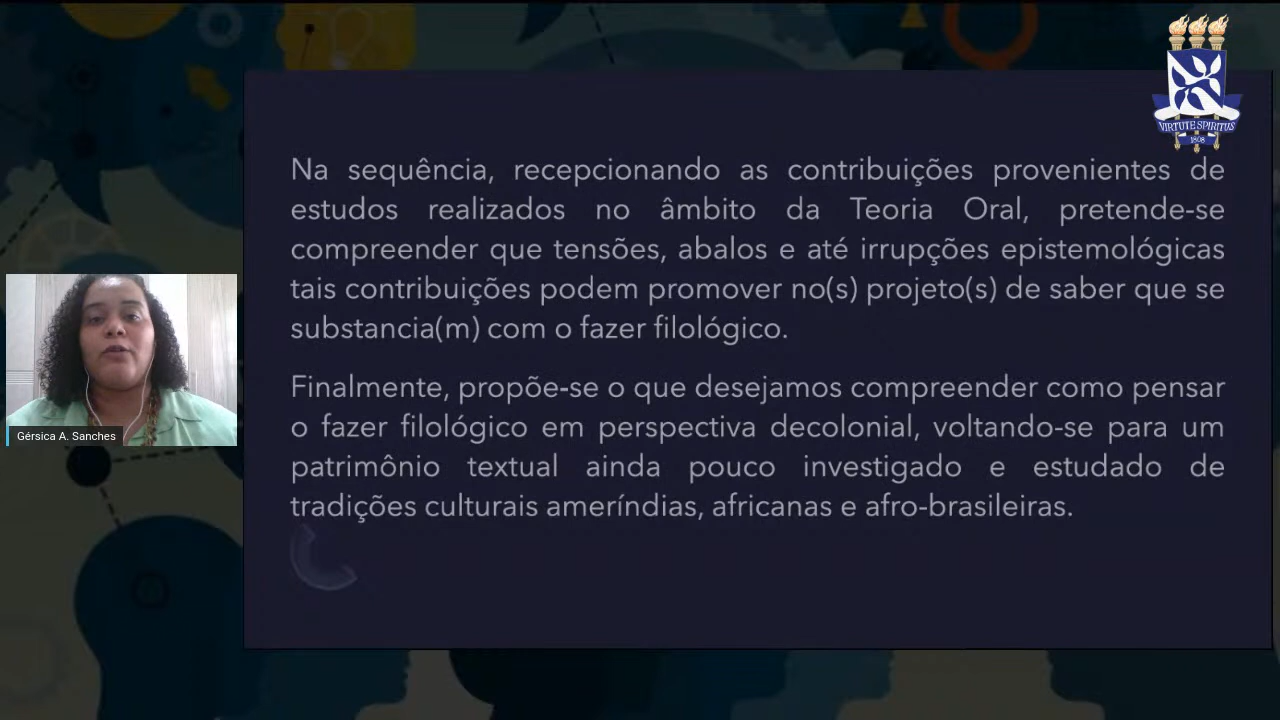 VIRTUTE SPIRITUS
1808
Na sequência, recepcionando as contribuições provenientes de
estudos realizados no âmbito da Teoria Oral, pretende-se
compreender que tensões, abalos e até irrupções epistemológicas
tais contribuições podem promover no(s) projeto(s) de saber que se
substancia(m) com o fazer filológico.
Finalmente, propõe-se o que desejamos compreender como pensar
o fazer filológico em perspectiva decolonial, voltando-se para um
patrimônio textual ainda pouco investigado e estudado de
tradições culturais ameríndias, africanas e afro-brasileiras.
Gérsica A. Sanches